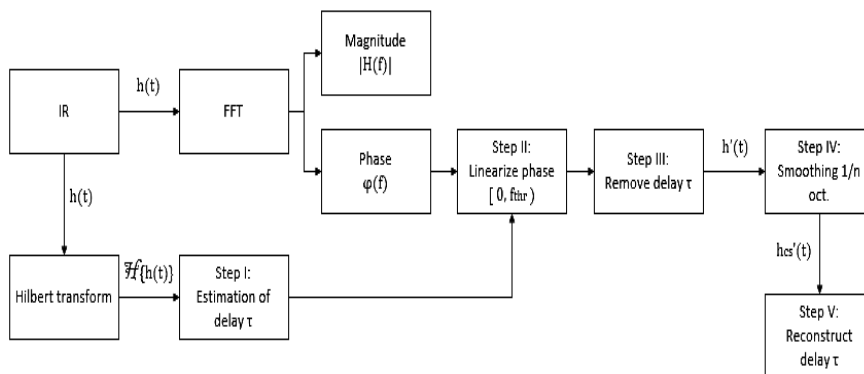 Magnitude
|H(f)|
IR
h(t)
FFT
Phase
φ(f)
Step II:
Linearize phase
[ 0, fthr )
Step III:
Remove delay τ
h'(t)
Step IV:
Smoothing 1/n
oct.
h(t)
Hilbert transform
ℋ{h(t)}
Step I:
Estimation of
delay τ
hcs'(t)
Step V:
Reconstruct
delay τ